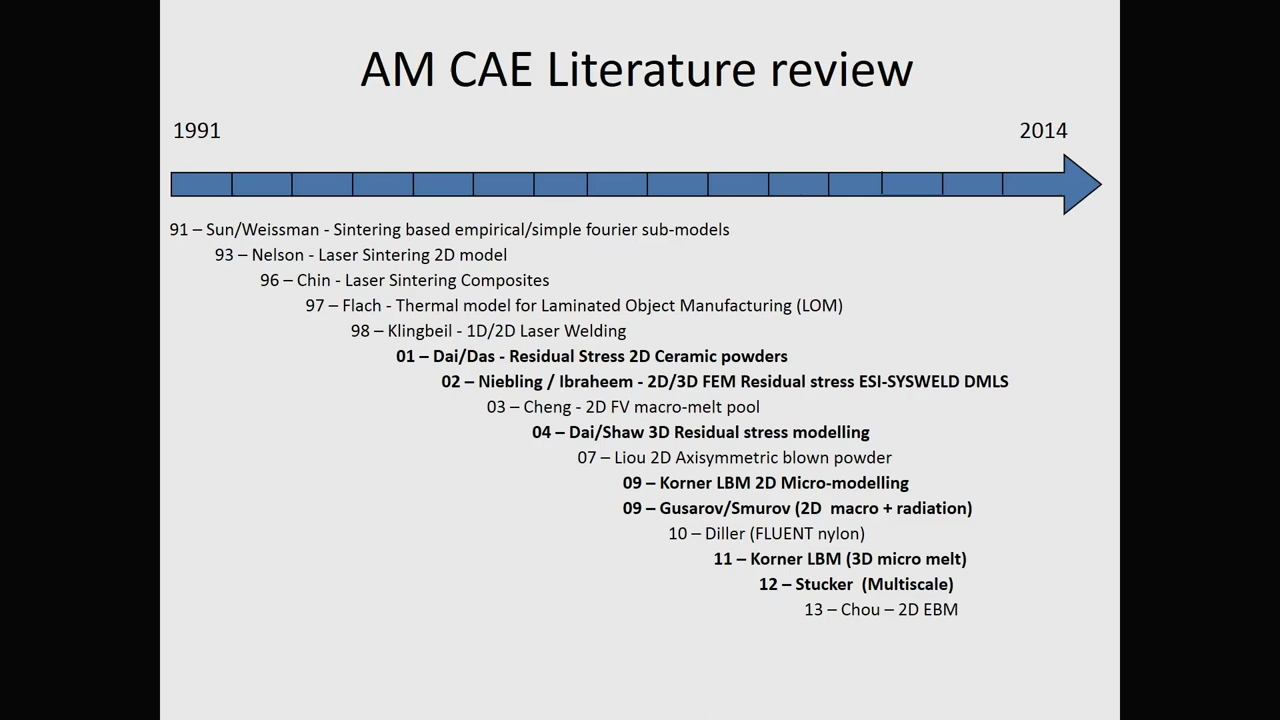 AM CAE Literature review
1991 2014
91 – Sun/Weissman - Sintering based empirical/simple fourier sub-models
93 – Nelson - Laser Sintering 2D model
96 – Chin - Laser Sintering Composites
97 – Flach - Thermal model for Laminated Object Manufacturing (LOM)
98 – Klingbeil - 1D/2D Laser Welding
01 – Dai/Das - Residual Stress 2D Ceramic powders
02 – Niebling / Ibraheem - 2D/3D FEM Residual stress ESI-SYSWELD DMLS
03 – Cheng - 2D FV macro-melt pool
04 – Dai/Shaw 3D Residual stress modelling
07 – Liou 2D Axisymmetric blown powder
09 – Korner LBM 2D Micro-modelling
09 – Gusarov/Smurov (2D macro + radiation)
10 – Diller (FLUENT nylon)
11 – Korner LBM (3D micro melt)
12 – Stucker (Multiscale)
13 – Chou – 2D EBM